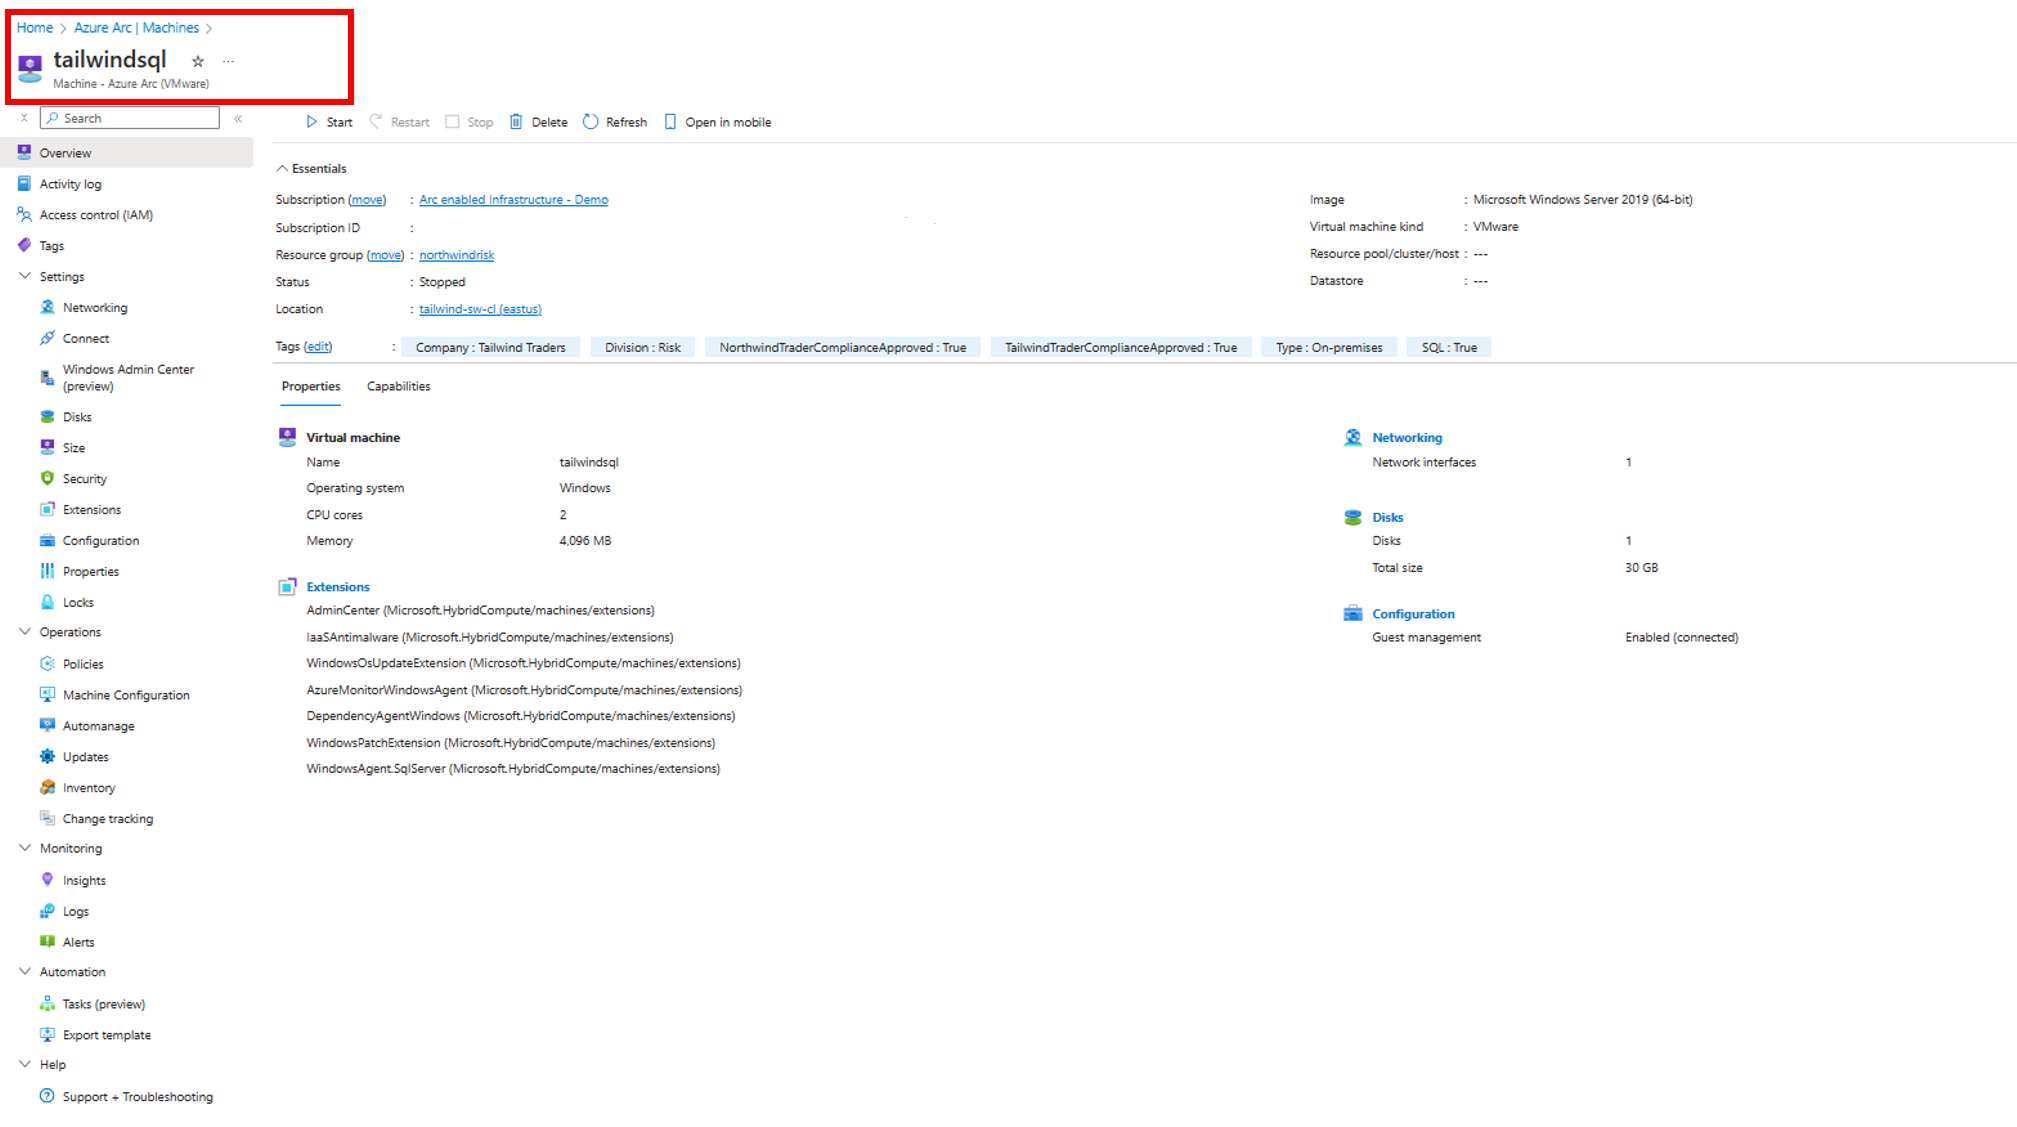 Home > Azure Arc | Machines >
tailwindsql ☆ ...
Machine - Azure Arc (VMware)
Search «
Start Restart Stop Delete Refresh Open in mobile
Overview
Activity log
Access control (IAM)
Tags
Settings
Networking
Connect
Windows Admin Center
(preview)
Disks
Size
Security
Extensions
Configuration
Properties
Locks
Operations
Policies
Machine Configuration
Automanage
Updates
Inventory
Change tracking
Monitoring
Insights
Logs
Alerts
Automation
Tasks (preview)
Export template
Help
Support + Troubleshooting
Essentials
Subscription (move) : Arc enabled Infrastructure - Demo
Subscription ID :
Resource group (move) : northwindrisk
Status : Stopped
Location : tailwind-sw-cl (eastus)
Image : Microsoft Windows Server 2019 (64-bit)
Virtual machine kind : VMware
Resource pool/cluster/host : ---
Datastore : ---
Tags (edit) : Company : Tailwind Traders Division : Risk NorthwindTraderComplianceApproved : True TailwindTraderComplianceApproved : True Type : On-premises SQL : True
Properties Capabilities
Virtual machine
Name tailwindsql
Operating system Windows
CPU cores 2
Memory 4,096 MB
Extensions
AdminCenter (Microsoft.HybridCompute/machines/extensions)
IaaSAntimalware (Microsoft.HybridCompute/machines/extensions)
WindowsOsUpdateExtension (Microsoft.HybridCompute/machines/extensions)
AzureMonitorWindowsAgent (Microsoft.HybridCompute/machines/extensions)
DependencyAgentWindows (Microsoft.HybridCompute/machines/extensions)
WindowsPatchExtension (Microsoft.HybridCompute/machines/extensions)
WindowsAgent.SqlServer (Microsoft.HybridCompute/machines/extensions)
Networking
Network interfaces 1
Disks
Disks 1
Total size 30 GB
Configuration
Guest management Enabled (connected)